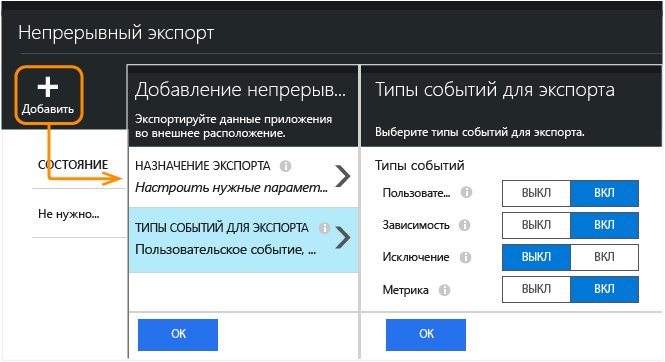 Непрерывный экспорт
Добавить
СОСТОЯНИЕ
Не нужно...
Добавление непрерыв...
Экспортируйте данные приложения
во внешнее расположение.
НАЗНАЧЕНИЕ ЭКСПОРТА
Настроить нужные парамет...
ТИПЫ СОБЫТИЙ ДЛЯ ЭКСПОРТА
Пользовательское событие, ...
ОК
Типы событий для экспорта
Выберите типы событий для экспорта.
Типы событий
Пользовате... ВЫКЛ ВКЛ
Зависимость ВЫКЛ ВКЛ
Исключение ВЫКЛ ВКЛ
Метрика ВЫКЛ ВКЛ
ОК